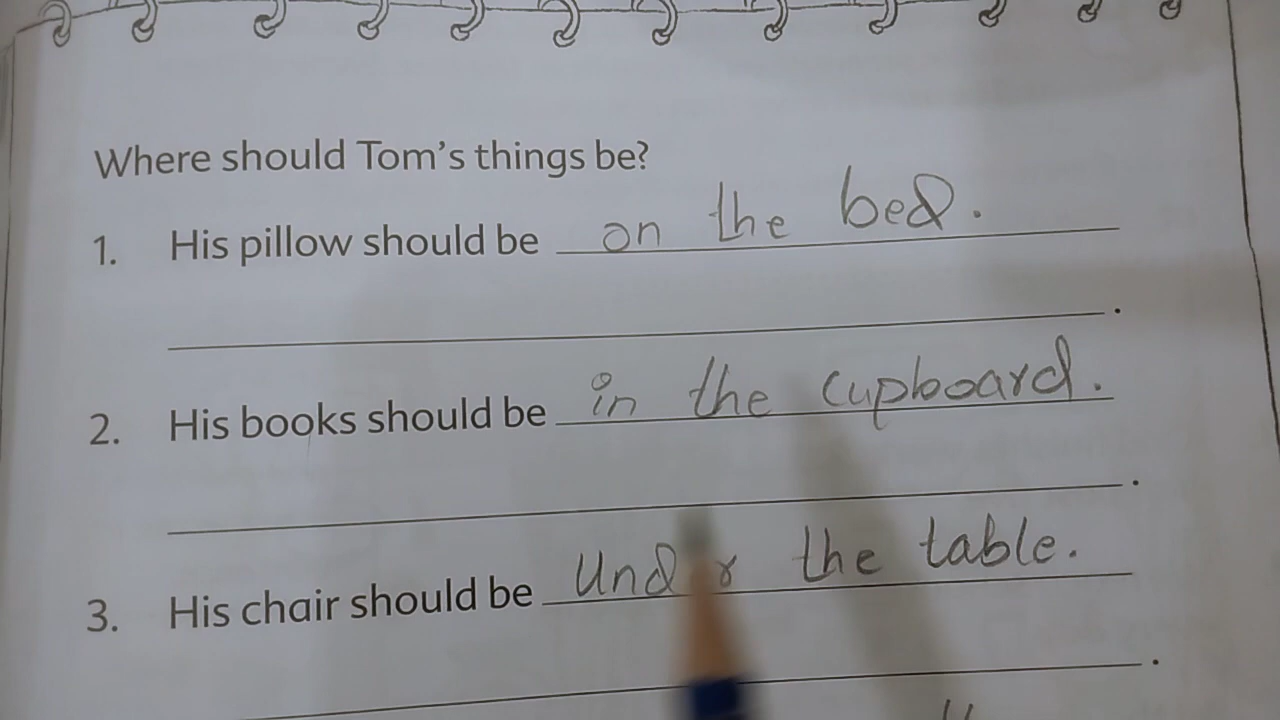 Where should Tom's things be?
1. His pillow should be on the bed.
.
2. His books should be in the cupboard.
.
3. His chair should be the table.
.